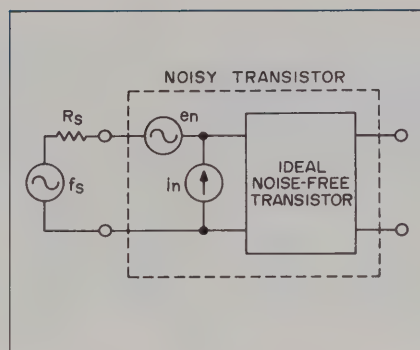 NOISY TRANSISTOR
Rs
en
fs
in
IDEAL
NOISE-FREE
TRANSISTOR